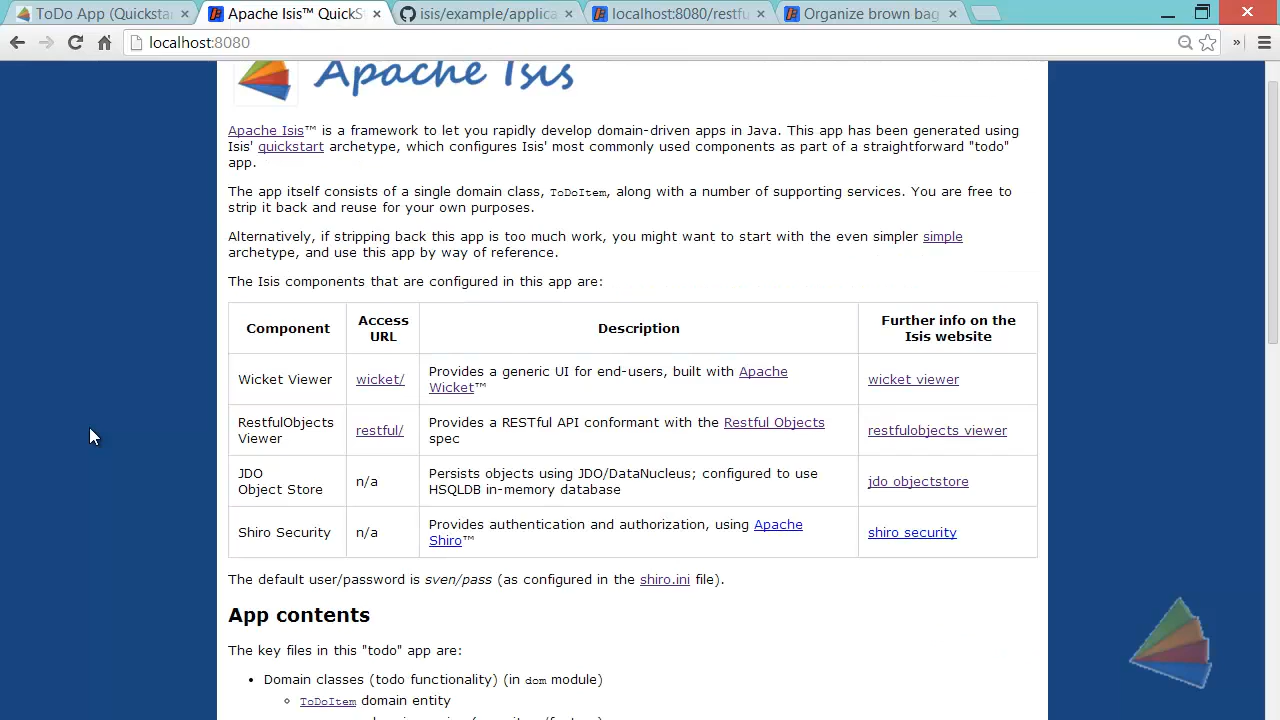 ToDo App (Quickstar
Apache Isis™ QuickS
isis/example/applica
localhost:8080/restfu
Organize brown bag
localhost:8080
Apache Isis
Apache Isis™ is a framework to let you rapidly develop domain-driven apps in Java. This app has been generated using
Isis' quickstart archetype, which configures Isis' most commonly used components as part of a straightforward "todo"
app.
The app itself consists of a single domain class, ToDoItem, along with a number of supporting services. You are free to
strip it back and reuse for your own purposes.
Alternatively, if stripping back this app is too much work, you might want to start with the even simpler simple
archetype, and use this app by way of reference.
The Isis components that are configured in this app are:
Component
Access
URL
Description
Further info on the
Isis website
Wicket Viewer
wicket/
Provides a generic UI for end-users, built with Apache
Wicket™
wicket viewer
RestfulObjects
Viewer
restful/
Provides a RESTful API conformant with the Restful Objects
spec
restfulobjects viewer
JDO
Object Store
n/a
Persists objects using JDO/DataNucleus; configured to use
HSQLDB in-memory database
jdo objectstore
Shiro Security
n/a
Provides authentication and authorization, using Apache
Shiro™
shiro security
The default user/password is sven/pass (as configured in the shiro.ini file).
App contents
The key files in this "todo" app are:
Domain classes (todo functionality) (in dom module)
ToDoItem domain entity